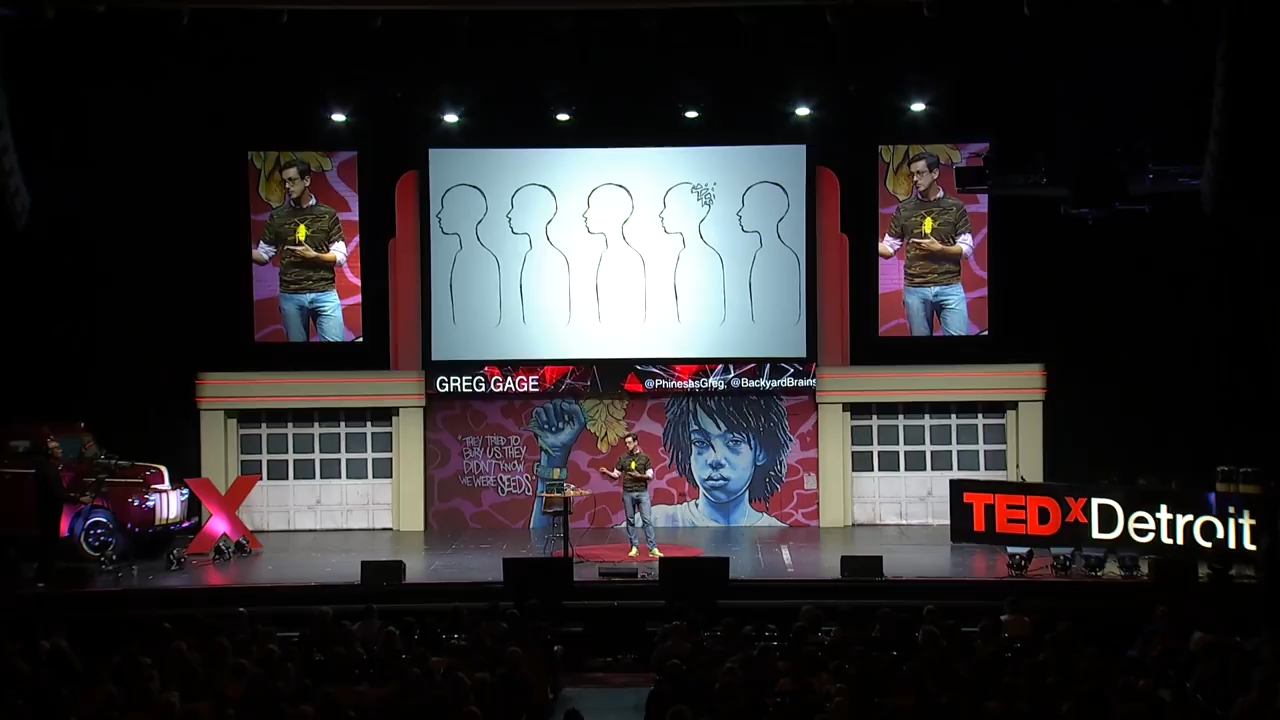 GREG GAGE
@PhinesasGreg, @BackyardBrains
"THEY TRIED TO
BURY US. THEY
DIDN'T KNOW
WE WERE SEEDS
X
TEDxDetroit